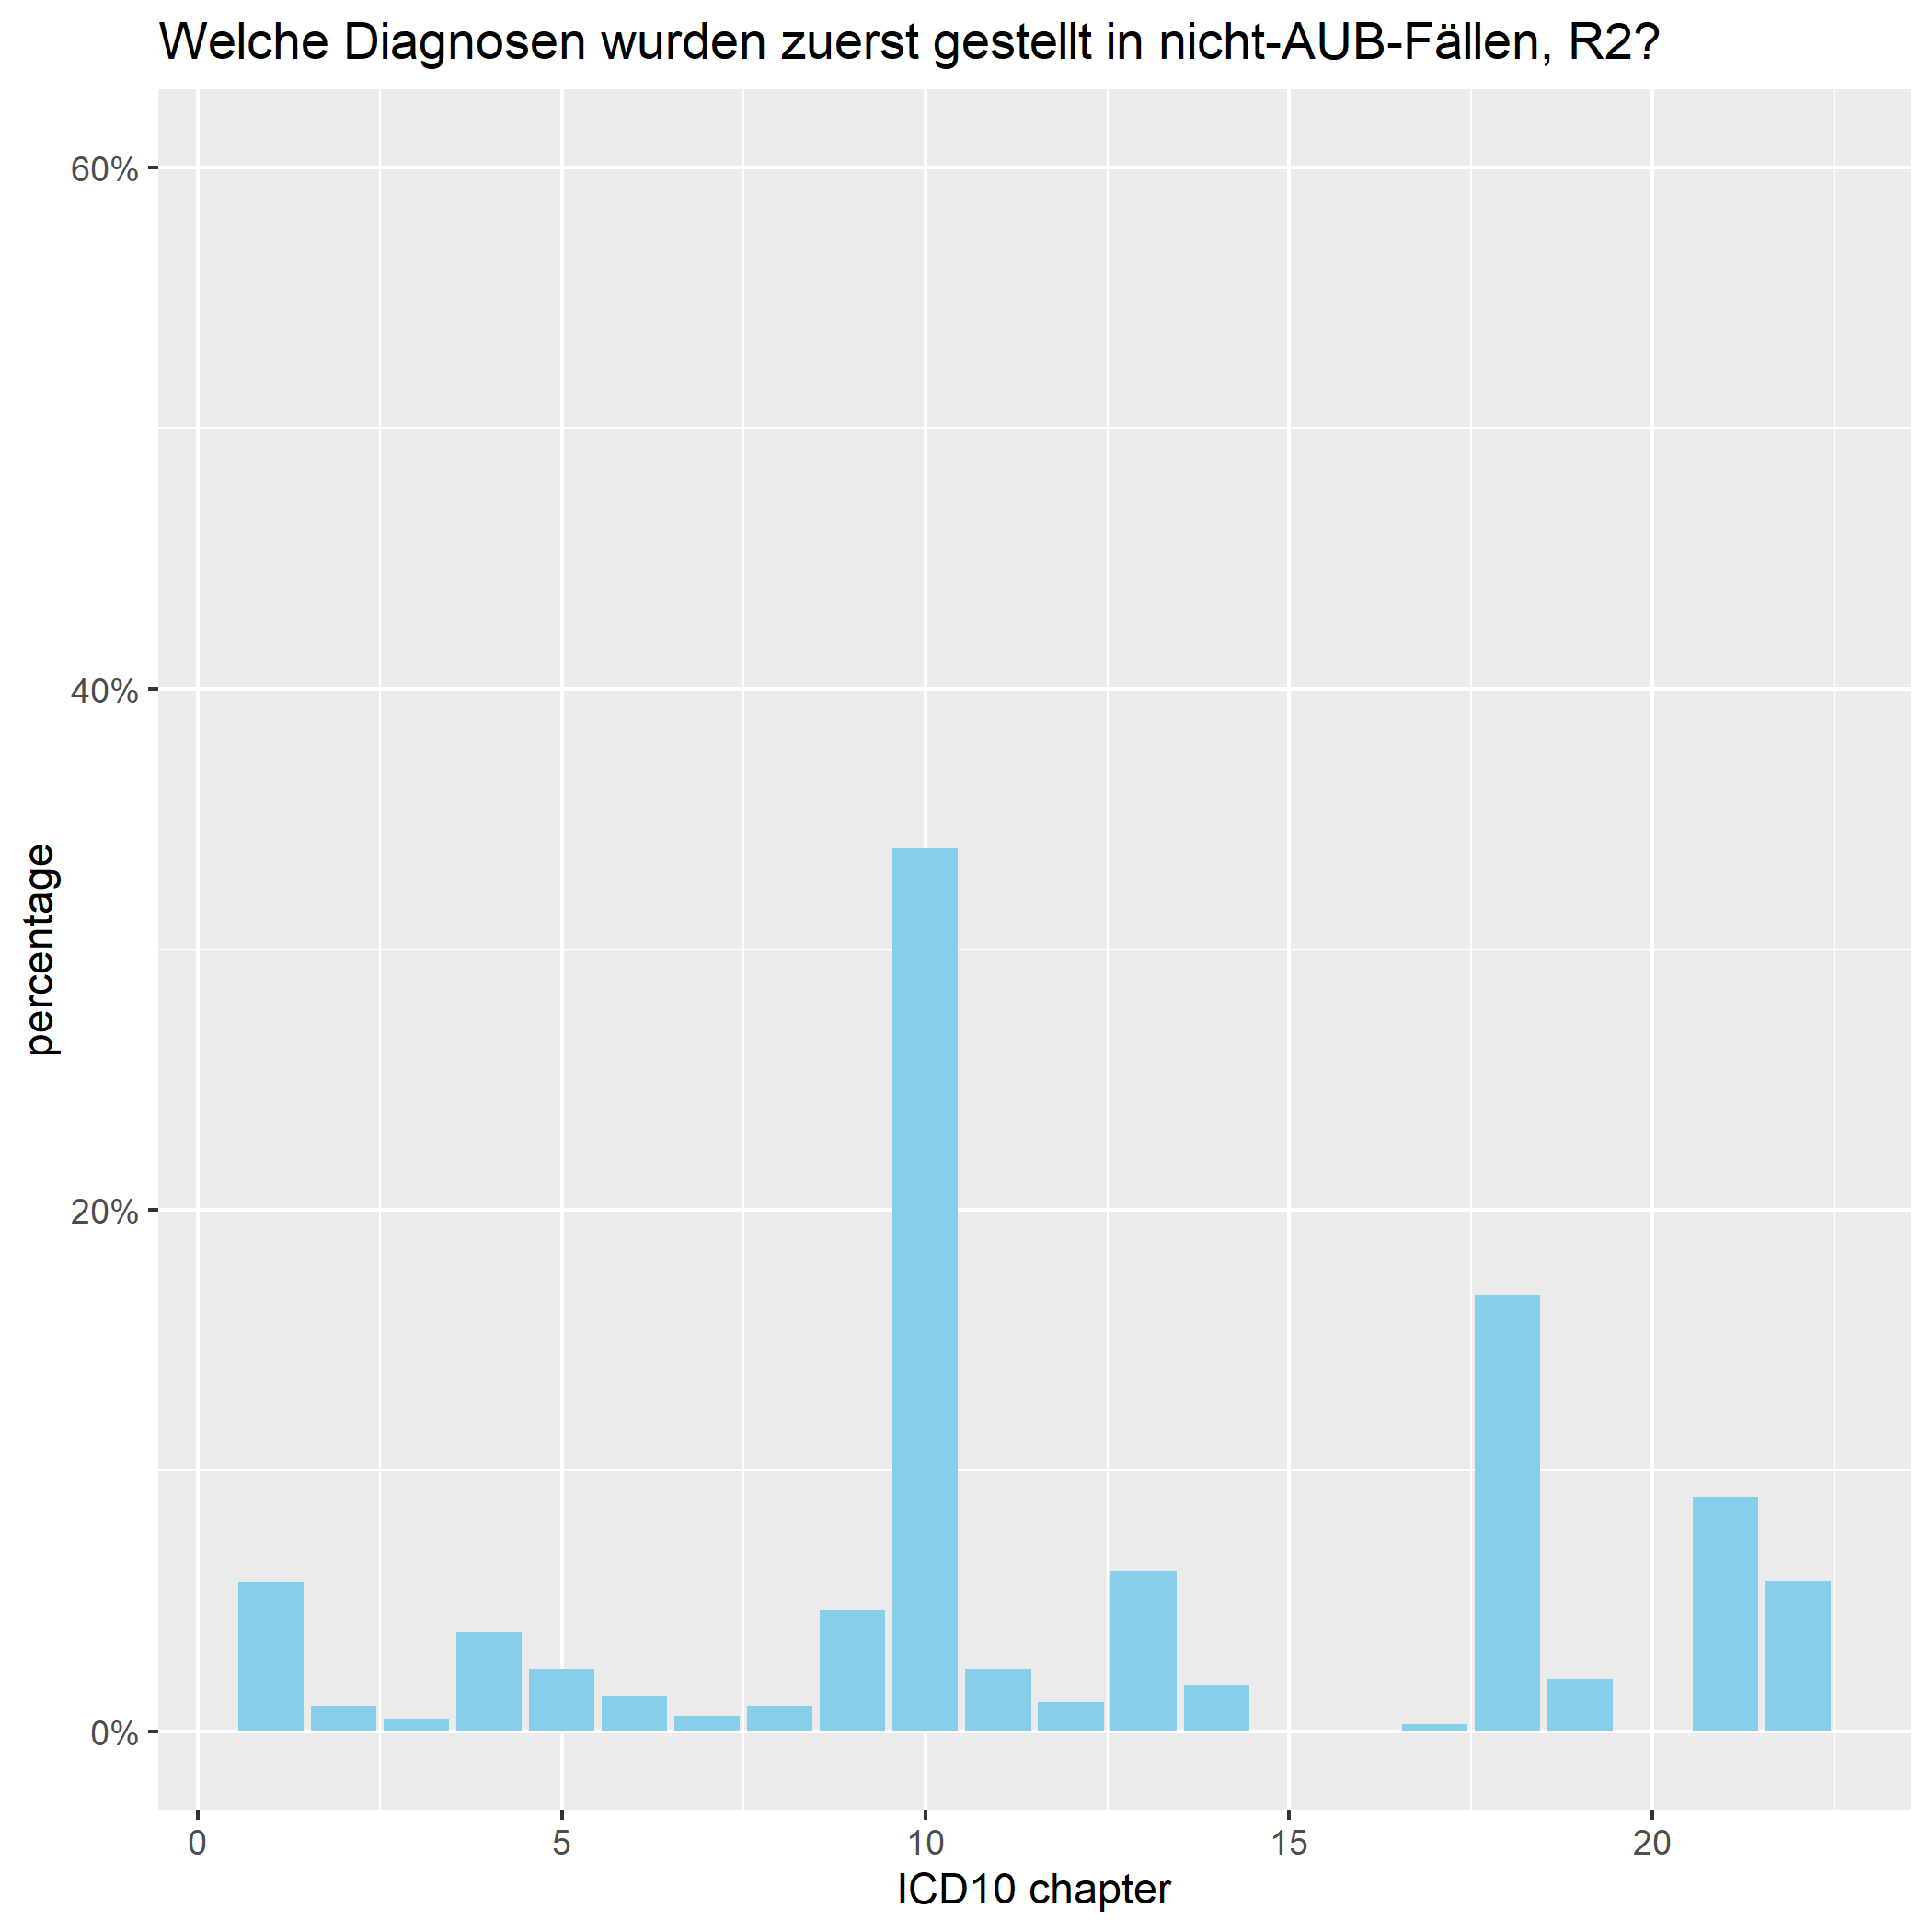 Welche Diagnosen wurden zuerst gestellt in nicht-AUB-Fällen, R2?
60%
40%
20%
0%
percentage
0 5 10 15 20
ICD10 chapter